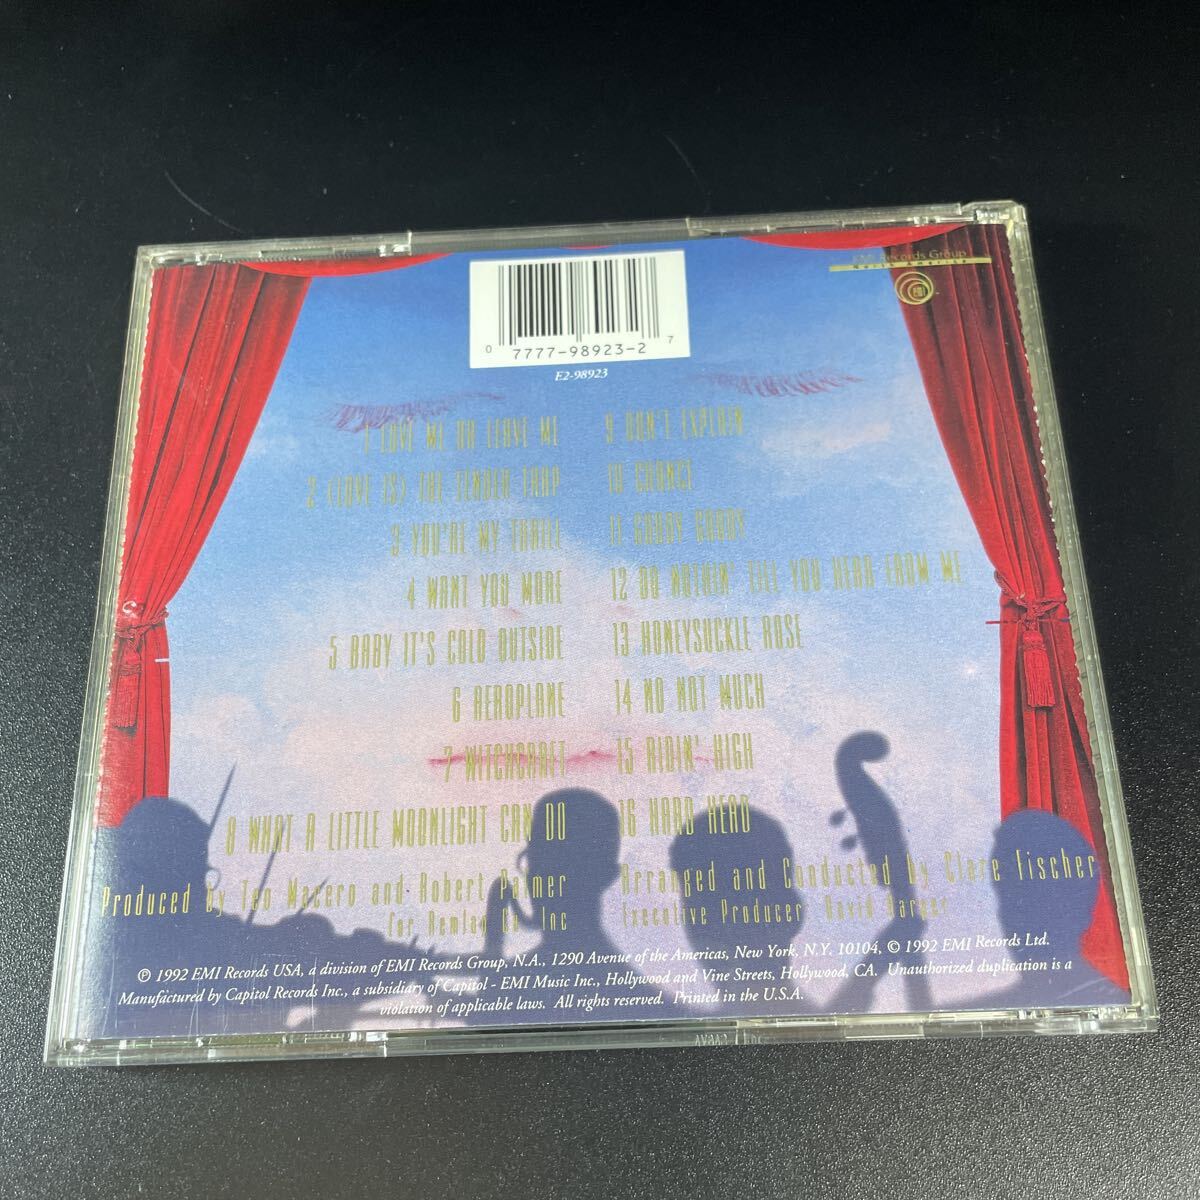 EMI Records Group
North America
EMI
0 7777-98923-2 7
E2-98923
1 LOVE ME OR LEAVE ME
2 (LOVE IS) THE TENDER TRAP
3 YOU'RE MY THRILL
4 WANT YOU MORE
5 BABY IT'S COLD OUTSIDE
6 AEROPLANE
7 WITCHCRAFT
8 WHAT A LITTLE MOONLIGHT CAN DO
9 DON'T EXPLAIN
10 CHANCE
11 GOODY GOODY
12 DO NOTHIN' TILL YOU HEAR FROM ME
13 HONEYSUCKLE ROSE
14 NO NOT MUCH
15 RIDIN' HIGH
16 HARD HEAD
Produced by Teo Macero and Robert Palmer
for Remlap Co. Inc
Arranged and Conducted by Clare Fischer
Executive Producer: David Harper
℗ 1992 EMI Records USA, a division of EMI Records Group, N.A., 1290 Avenue of the Americas, New York, N.Y. 10104, © 1992 EMI Records Ltd.
Manufactured by Capitol Records Inc., a subsidiary of Capitol - EMI Music Inc., Hollywood and Vine Streets, Hollywood, CA. Unauthorized duplication is a
violation of applicable laws. All rights reserved. Printed in the U.S.A.